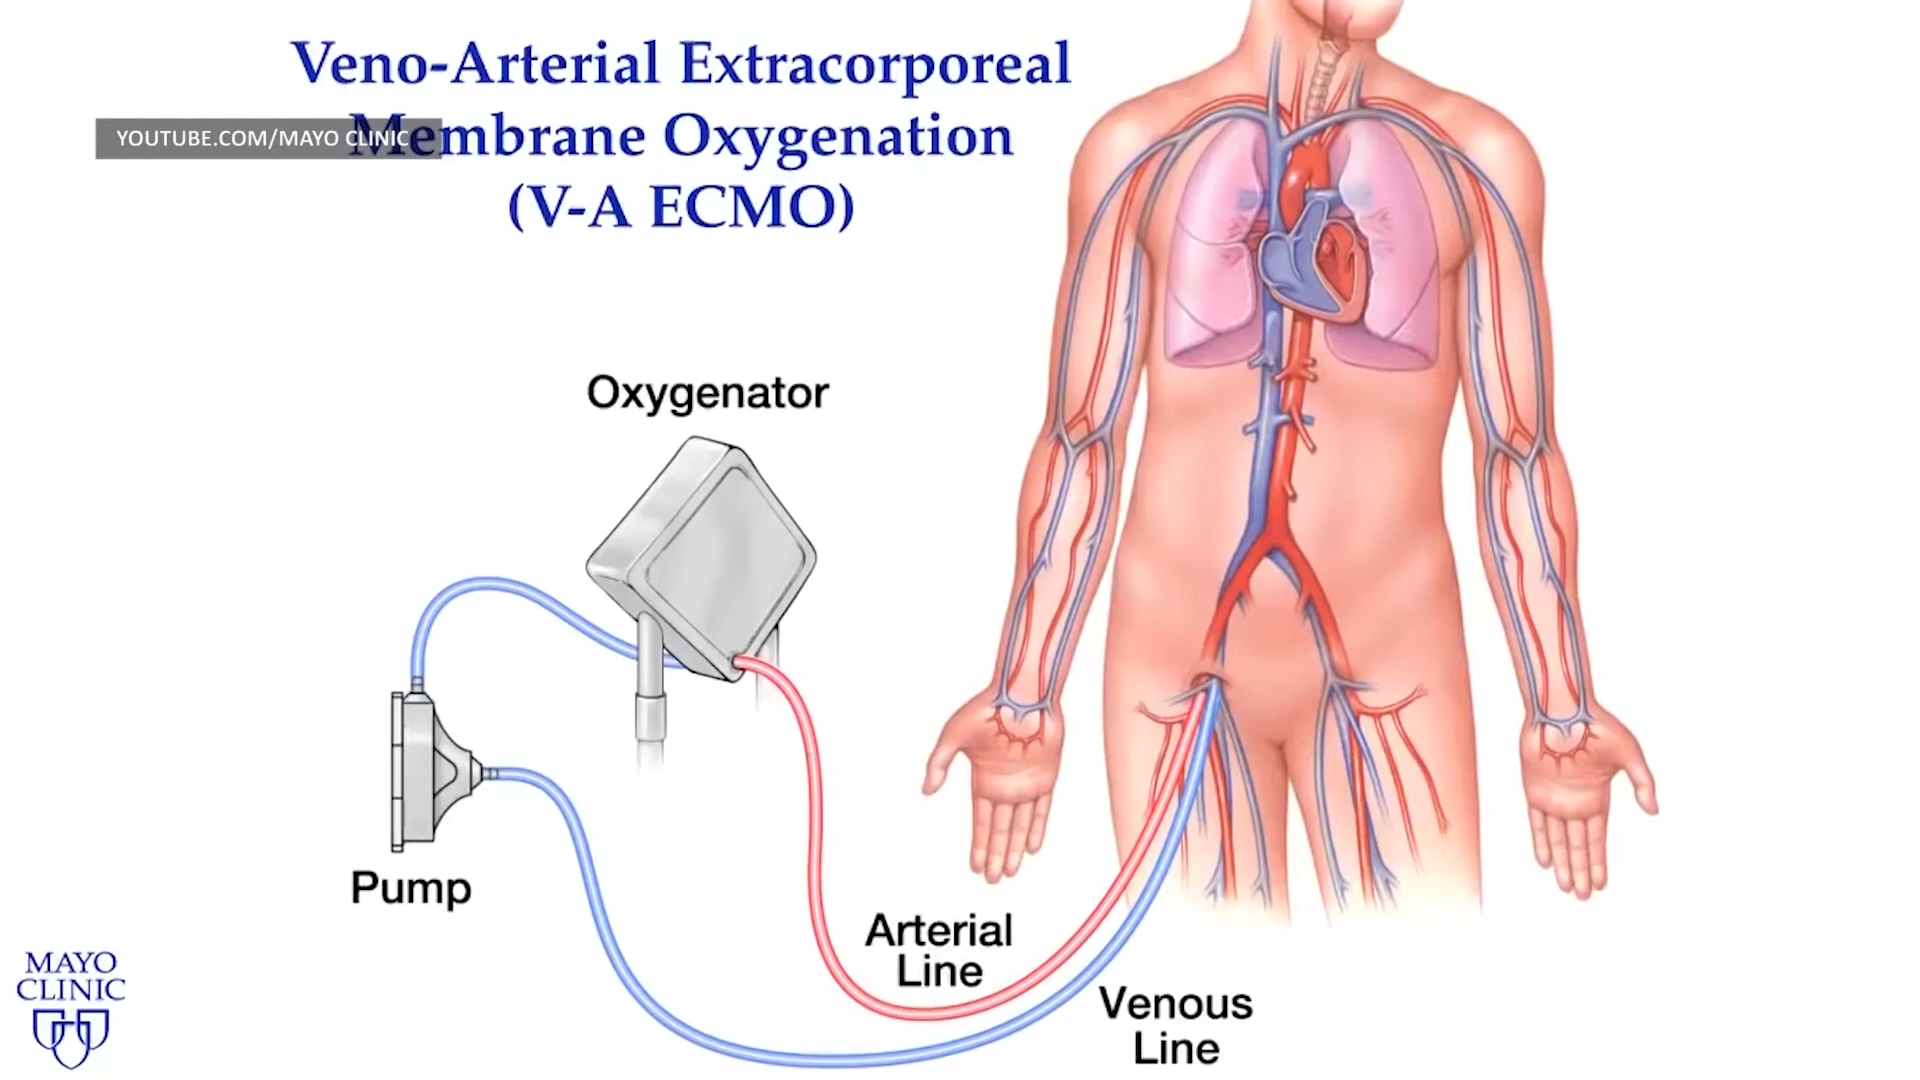 Veno-Arterial Extracorporeal
Membrane Oxygenation
(V-A ECMO)
YOUTUBE.COM/MAYO CLINIC
Oxygenator
Pump
Arterial
Line
Venous
Line
MAYO
CLINIC